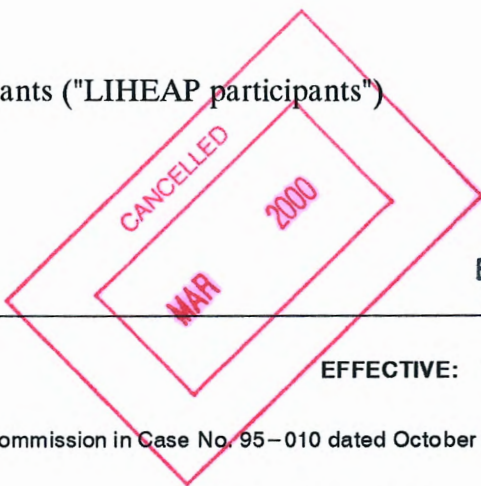 ants ("LIHEAP participants")
CANCELLED
2000
MAR
EFFECTIVE:
ommission in Case No. 95-010 dated October